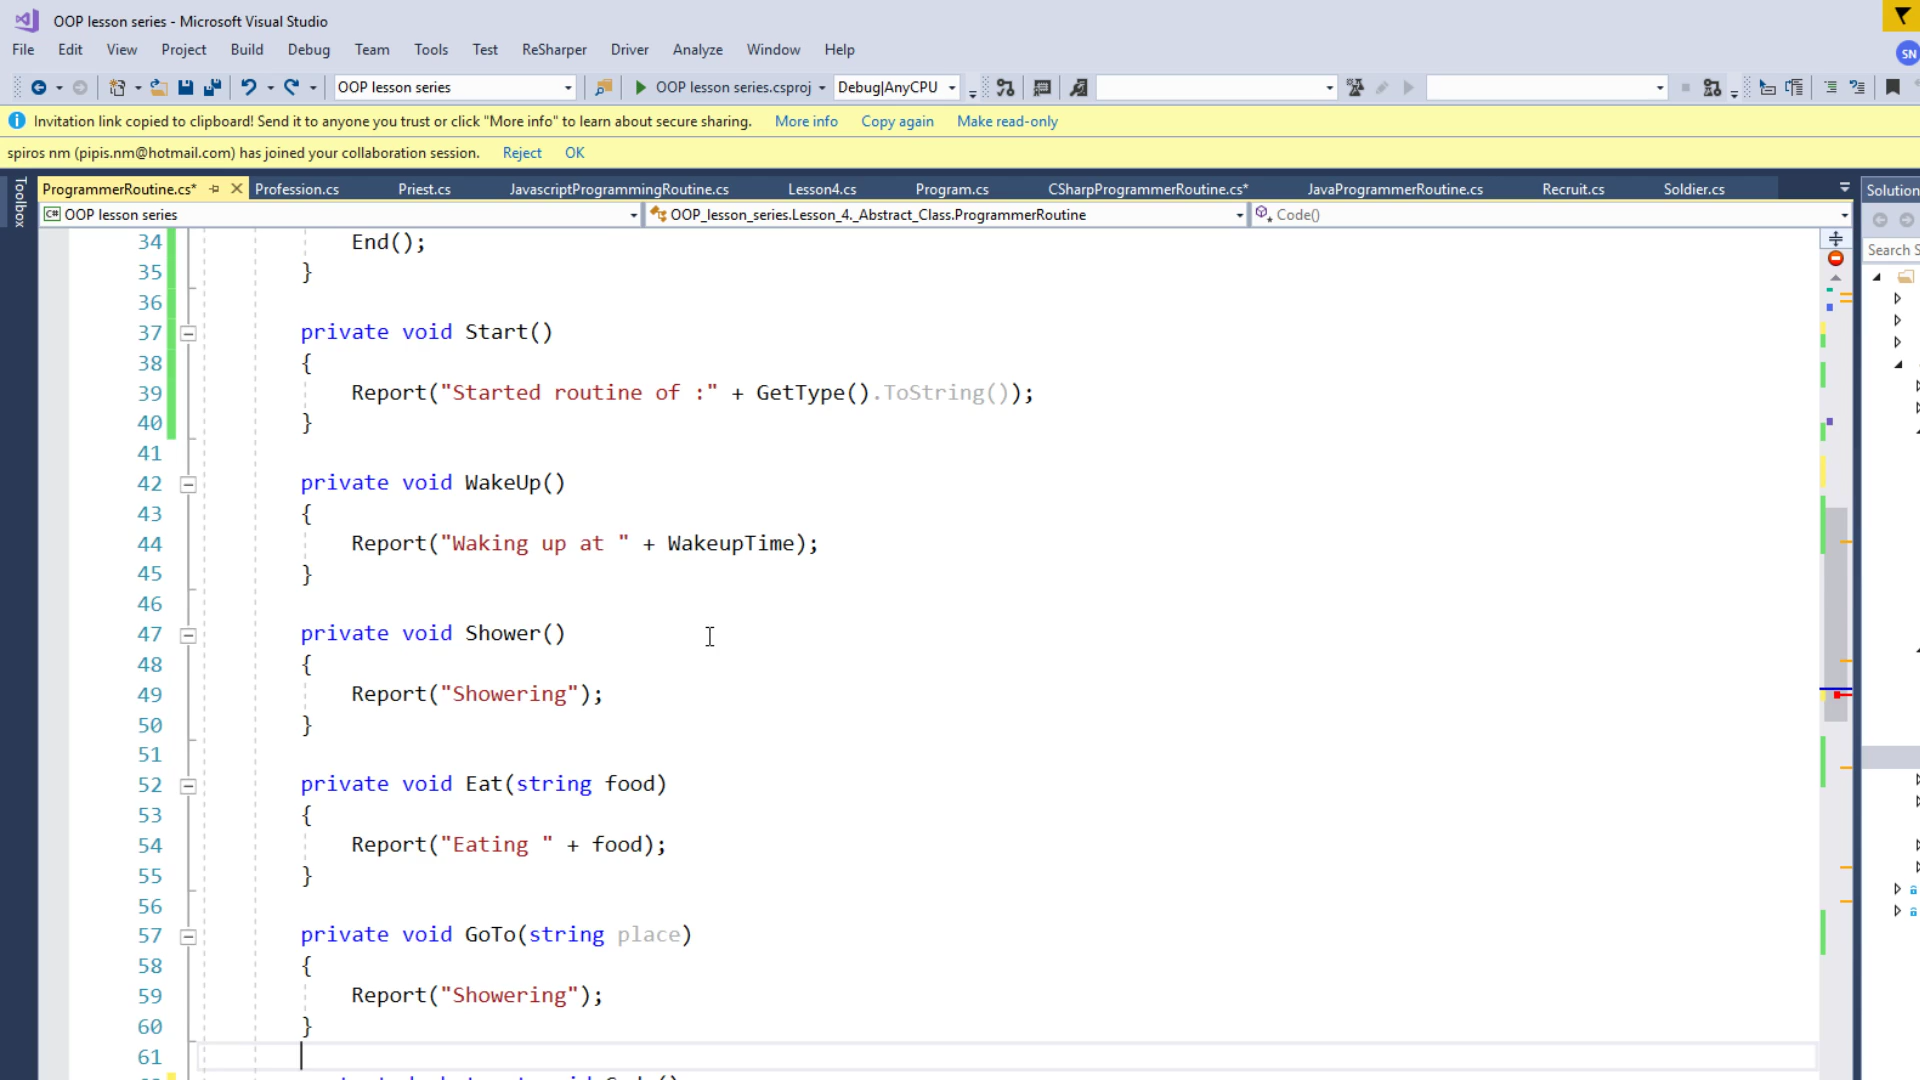 OOP lesson series - Microsoft Visual Studio
File Edit View Project Build Debug Team Tools Test ReSharper Driver Analyze Window Help
SN
OOP lesson series OOP lesson series.csproj Debug|AnyCPU
Invitation link copied to clipboard! Send it to anyone you trust or click "More info" to learn about secure sharing. More info Copy again Make read-only
spiros nm (pipis.nm@hotmail.com) has joined your collaboration session. Reject OK
Toolbox
ProgrammerRoutine.cs* Profession.cs Priest.cs JavascriptProgrammingRoutine.cs Lesson4.cs Program.cs CSharpProgrammerRoutine.cs* JavaProgrammerRoutine.cs Recruit.cs Soldier.cs Solution
C# OOP lesson series OOP_lesson_series.Lesson_4._Abstract_Class.ProgrammerRoutine Code()
Search S
34 End();
35 }
36
37 private void Start()
38 {
39 Report("Started routine of :" + GetType().ToString());
40 }
41
42 private void WakeUp()
43 {
44 Report("Waking up at " + WakeupTime);
45 }
46
47 private void Shower()
48 {
49 Report("Showering");
50 }
51
52 private void Eat(string food)
53 {
54 Report("Eating " + food);
55 }
56
57 private void GoTo(string place)
58 {
59 Report("Showering");
60 }
61